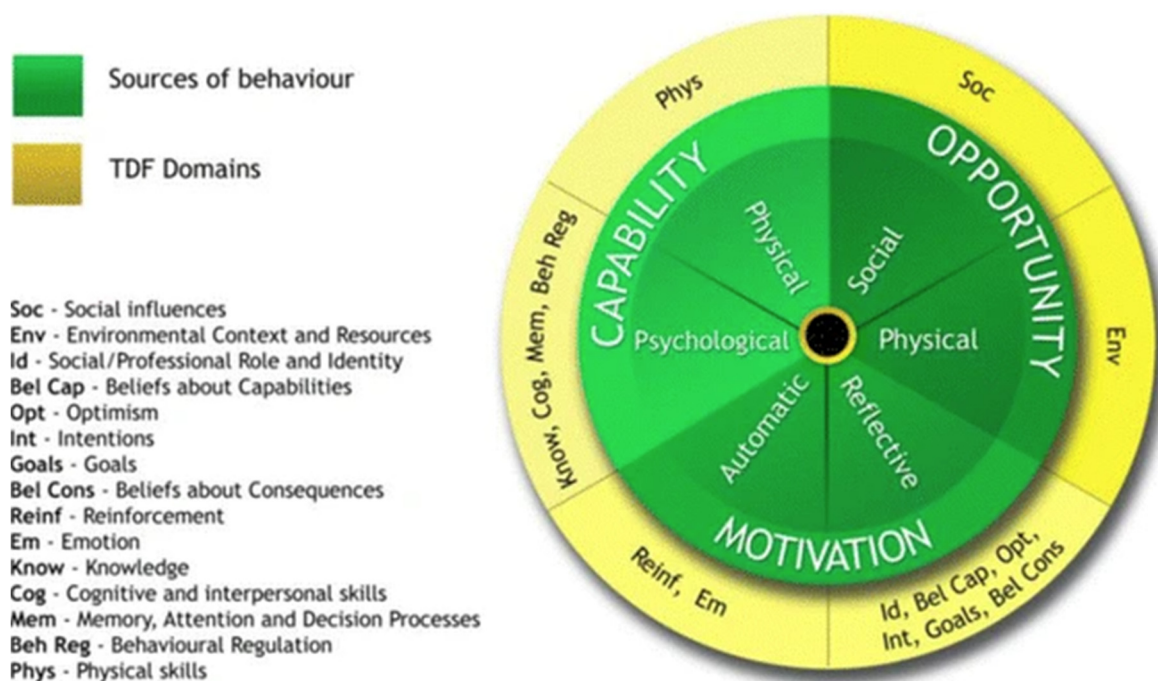 Sources of behaviour
TDF Domains
Soc - Social influences
Env - Environmental Context and Resources
Id - Social/Professional Role and Identity
Bel Cap - Beliefs about Capabilities
Opt - Optimism
Int - Intentions
Goals - Goals
Bel Cons - Beliefs about Consequences
Reinf - Reinforcement
Em - Emotion
Know - Knowledge
Cog - Cognitive and interpersonal skills
Mem - Memory, Attention and Decision Processes
Beh Reg - Behavioural Regulation
Phys - Physical skills
Phys
Soc
Env
Id, Bel Cap, Opt,
Int, Goals, Bel Cons
Reinf, Em
Know, Cog, Mem, Beh Reg
CAPABILITY
OPPORTUNITY
MOTIVATION
Physical
Social
Physical
Reflective
Automatic
Psychological